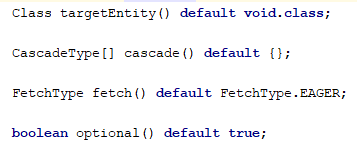 Class targetEntity() default void.class;
CascadeType[] cascade() default {};
FetchType fetch() default FetchType.EAGER;
boolean optional() default true;